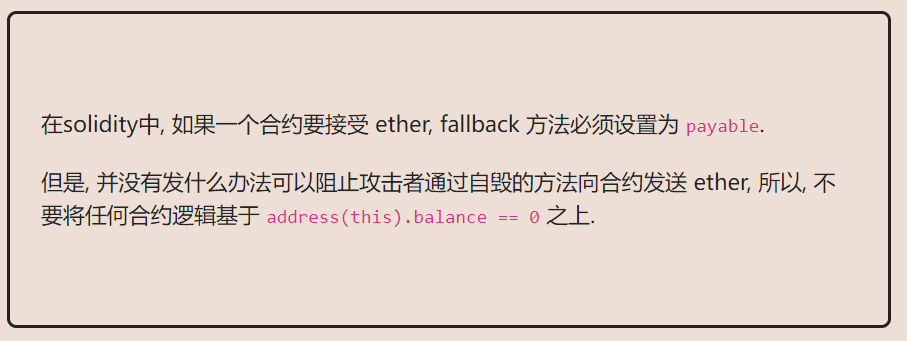 在solidity中, 如果一个合约要接受 ether, fallback 方法必须设置为 payable.
但是, 并没有发什么办法可以阻止攻击者通过自毁的方法向合约发送 ether, 所以, 不
要将任何合约逻辑基于 address(this).balance == 0 之上.